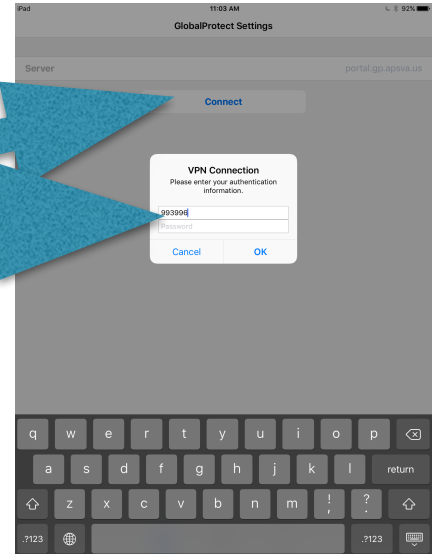 iPad 11:03 AM 92%
GlobalProtect Settings
Server portal.gp.apsva.us
Connect
VPN Connection
Please enter your authentication
information.
993996
Password
Cancel OK
q w e r t y u i o p
a s d f g h j k l return
z x c v b n m ! , ? .
.?123 .?123